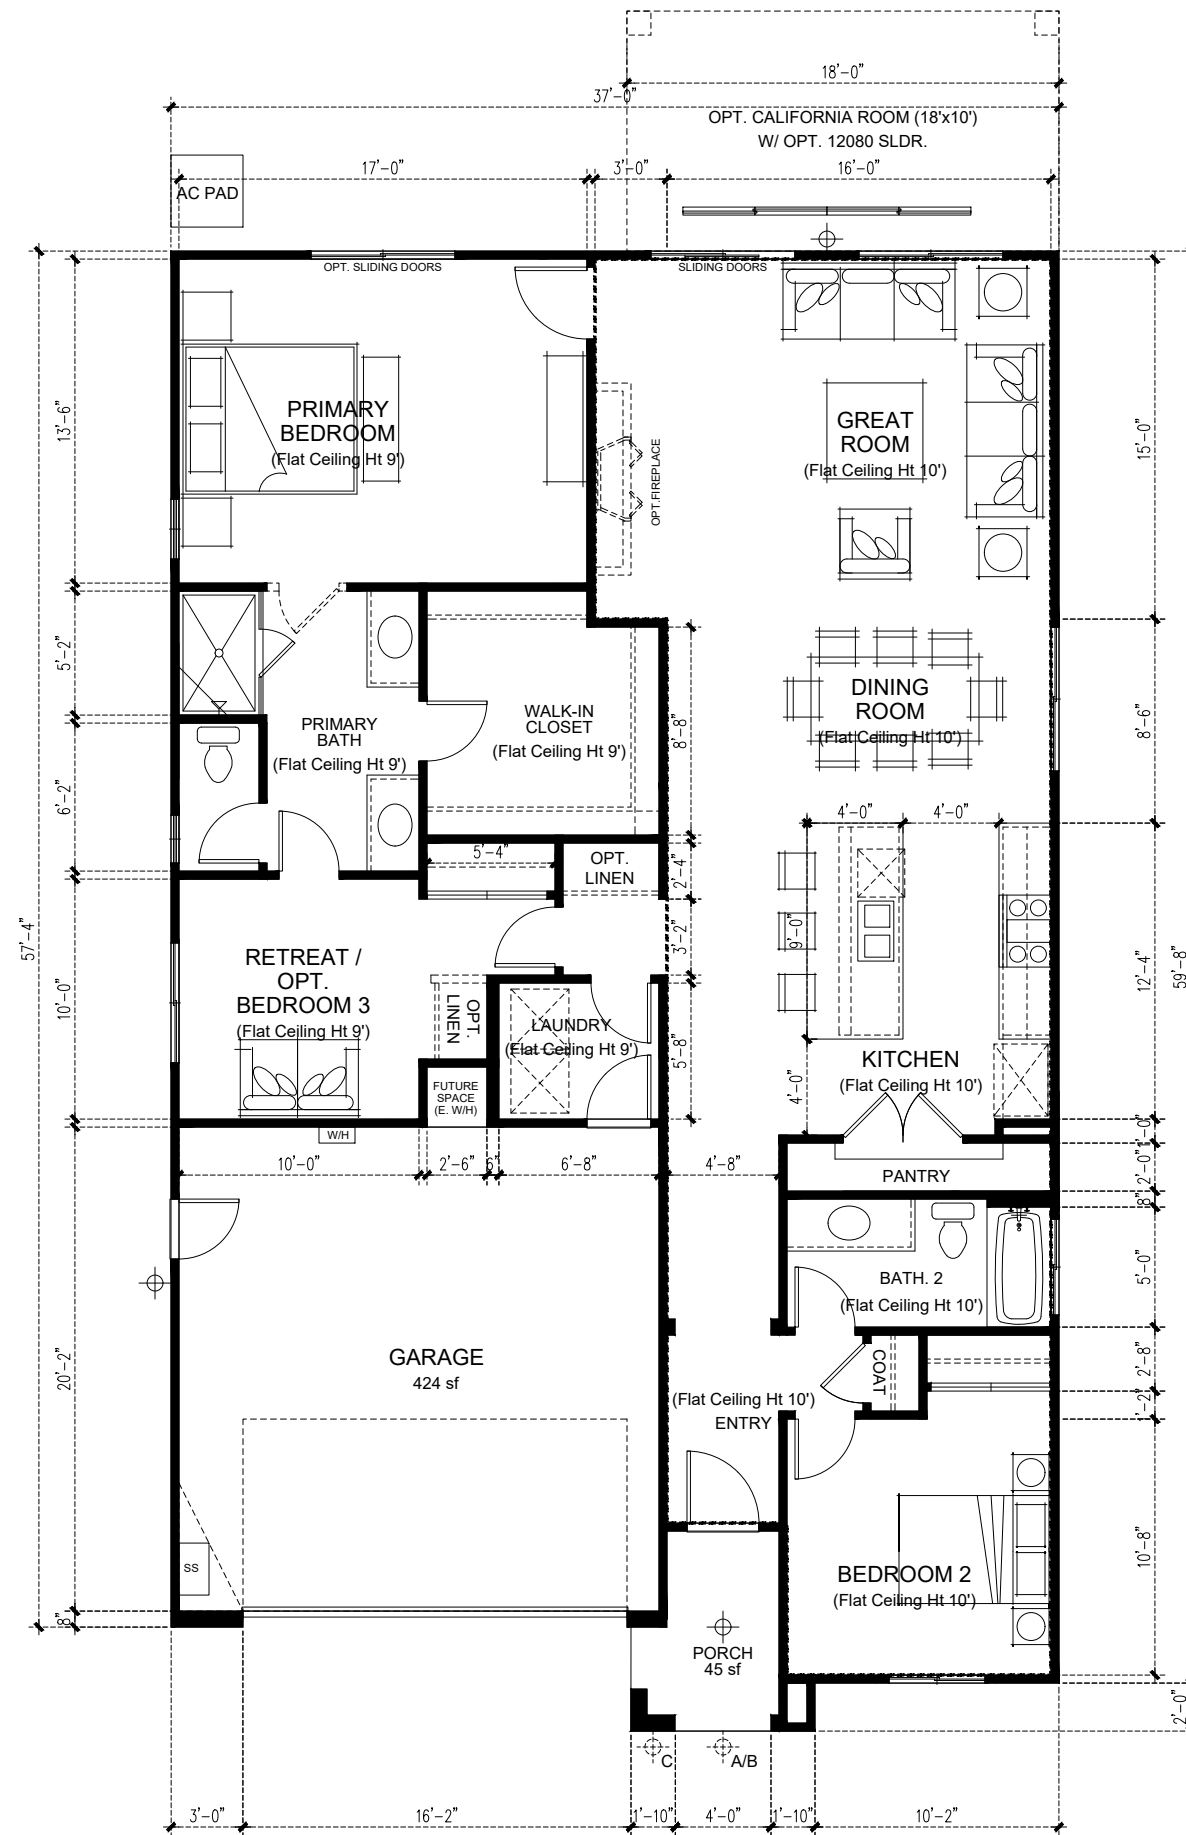 18'-0"
37'-0"
OPT. CALIFORNIA ROOM (18'x10')
W/ OPT. 12080 SLDR.
17'-0"
3'-0"
16'-0"
AC PAD
OPT. SLIDING DOORS
SLIDING DOORS
13'-6"
PRIMARY
BEDROOM
(Flat Ceiling Ht 9')
OPT.FIREPLACE
GREAT
ROOM
(Flat Ceiling Ht 10')
15'-0"
5'-2"
PRIMARY
BATH
(Flat Ceiling Ht 9')
WALK-IN
CLOSET
(Flat Ceiling Ht 9')
8'-8"
DINING
ROOM
(Flat Ceiling Ht 10')
8'-6"
6'-2"
4'-0"
4'-0"
5'-4"
OPT.
LINEN
2'-4"
57'-4"
RETREAT /
OPT.
BEDROOM 3
(Flat Ceiling Ht 9')
10'-0"
3'-2"
9'-0"
12'-4"
59'-8"
OPT.
LINEN
LAUNDRY
(Flat Ceiling Ht 9')
5'-8"
KITCHEN
(Flat Ceiling Ht 10')
4'-0"
FUTURE
SPACE
(E. W/H)
W/H
1'-0"
10'-0"
2'-6"
6"
6'-8"
4'-8"
PANTRY
2'-0"
8"
BATH. 2
(Flat Ceiling Ht 10')
5'-0"
20'-2"
GARAGE
424 sf
COAT
2'-8"
(Flat Ceiling Ht 10')
ENTRY
1'-2"
SS
BEDROOM 2
(Flat Ceiling Ht 10')
10'-8"
8"
PORCH
45 sf
2'-0"
C
A/B
3'-0"
16'-2"
1'-10"
4'-0"
1'-10"
10'-2"